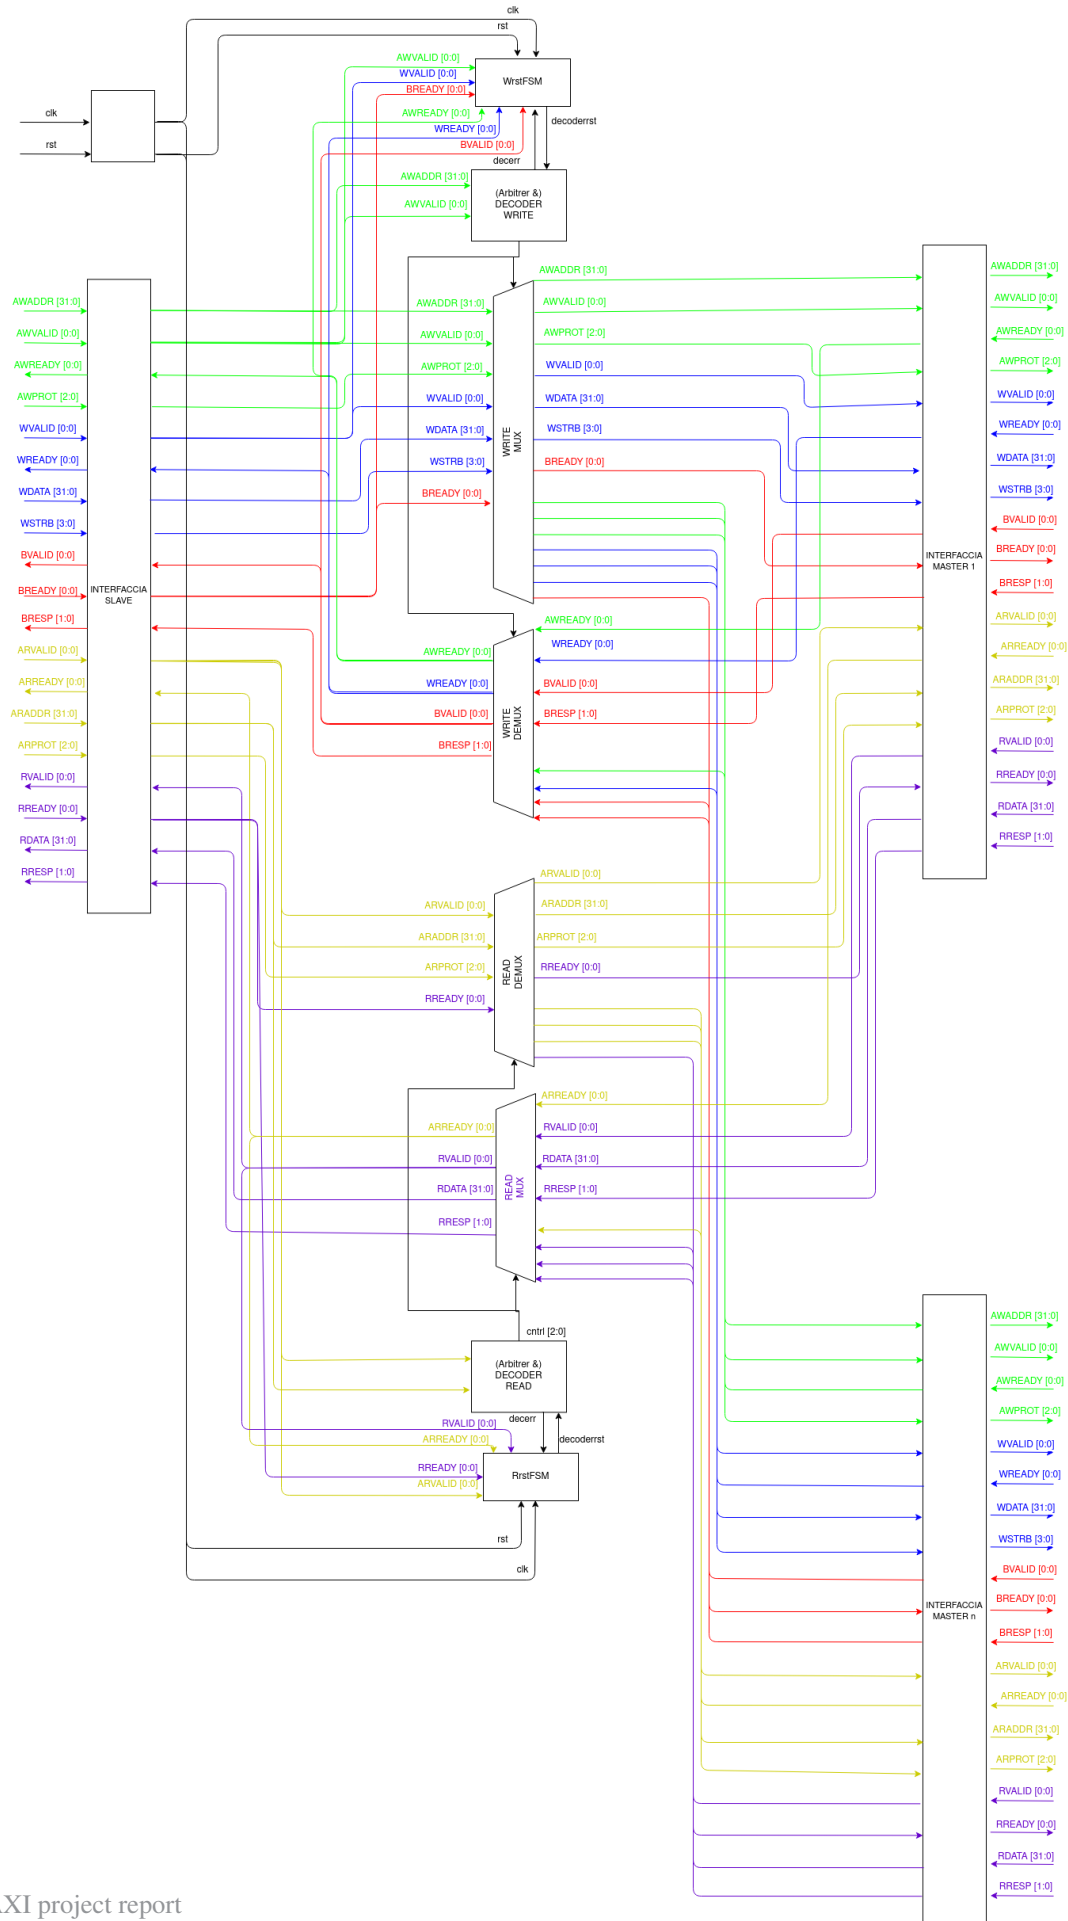 clk
rst
AWVALID [0:0]
WVALID [0:0]
WrstFSM
BREADY [0:0]
clk
AWREADY [0:0]
decoderrst
WREADY [0:0]
rst
BVALID [0:0]
decerr
AWADDR [31:0]
(Arbitrer &)
DECODER
WRITE
AWVALID [0:0]
AWADDR [31:0]
AWVALID [0:0]
AWREADY [0:0]
AWPROT [2:0]
WVALID [0:0]
WREADY [0:0]
WDATA [31:0]
WSTRB [3:0]
BVALID [0:0]
BREADY [0:0]
BRESP [1:0]
ARVALID [0:0]
ARREADY [0:0]
ARADDR [31:0]
ARPROT [2:0]
RVALID [0:0]
RREADY [0:0]
RDATA [31:0]
RRESP [1:0]
INTERFACCIA
SLAVE
AWADDR [31:0]
AWVALID [0:0]
AWPROT [2:0]
WVALID [0:0]
WDATA [31:0]
WSTRB [3:0]
BREADY [0:0]
WRITE
MUX
AWADDR [31:0]
AWVALID [0:0]
AWPROT [2:0]
WVALID [0:0]
WDATA [31:0]
WSTRB [3:0]
BREADY [0:0]
AWREADY [0:0]
WREADY [0:0]
BVALID [0:0]
BRESP [1:0]
WRITE
DEMUX
AWREADY [0:0]
WREADY [0:0]
BVALID [0:0]
BRESP [1:0]
INTERFACCIA
MASTER 1
AWADDR [31:0]
AWVALID [0:0]
AWREADY [0:0]
AWPROT [2:0]
WVALID [0:0]
WREADY [0:0]
WDATA [31:0]
WSTRB [3:0]
BVALID [0:0]
BREADY [0:0]
BRESP [1:0]
ARVALID [0:0]
ARREADY [0:0]
ARADDR [31:0]
ARPROT [2:0]
RVALID [0:0]
RREADY [0:0]
RDATA [31:0]
RRESP [1:0]
ARVALID [0:0]
ARADDR [31:0]
ARPROT [2:0]
RREADY [0:0]
READ
DEMUX
ARVALID [0:0]
ARADDR [31:0]
ARPROT [2:0]
RREADY [0:0]
ARREADY [0:0]
RVALID [0:0]
RDATA [31:0]
RRESP [1:0]
READ
MUX
ARREADY [0:0]
RVALID [0:0]
RDATA [31:0]
RRESP [1:0]
cntrl [2:0]
(Arbitrer &)
DECODER
READ
decerr
RVALID [0:0]
ARREADY [0:0]
decoderrst
RREADY [0:0]
ARVALID [0:0]
RrstFSM
rst
clk
INTERFACCIA
MASTER n
AWADDR [31:0]
AWVALID [0:0]
AWREADY [0:0]
AWPROT [2:0]
WVALID [0:0]
WREADY [0:0]
WDATA [31:0]
WSTRB [3:0]
BVALID [0:0]
BREADY [0:0]
BRESP [1:0]
ARVALID [0:0]
ARREADY [0:0]
ARADDR [31:0]
ARPROT [2:0]
RVALID [0:0]
RREADY [0:0]
RDATA [31:0]
RRESP [1:0]
AXI project report